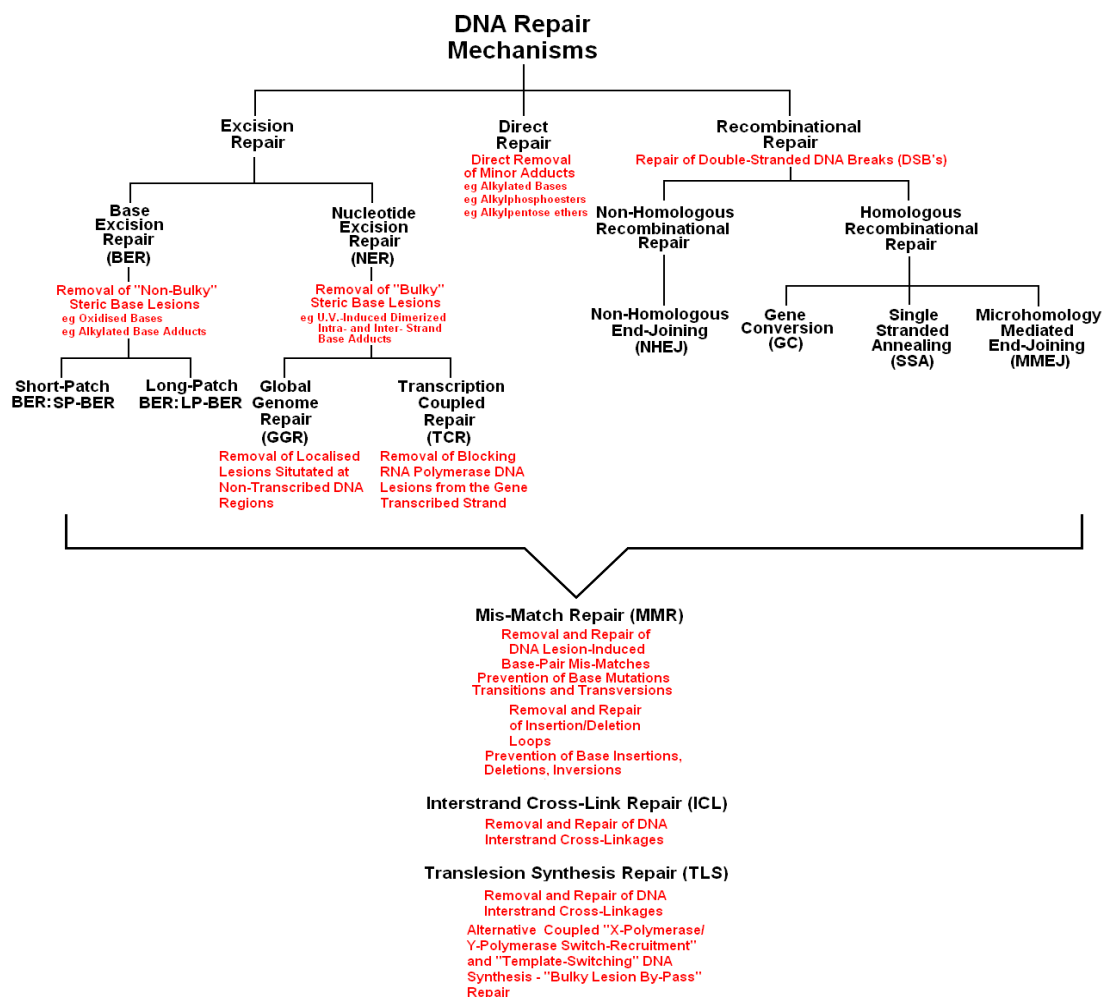 DNA Repair
Mechanisms
Excision
Repair
Direct
Repair
Direct Removal
of Minor Adducts
eg Alkylated Bases
eg Alkylphosphoesters
eg Alkylpentose ethers
Recombinational
Repair
Repair of Double-Stranded DNA Breaks (DSB's)
Base
Excision
Repair
(BER)
Removal of "Non-Bulky"
Steric Base Lesions
eg Oxidised Bases
eg Alkylated Base Adducts
Nucleotide
Excision
Repair
(NER)
Removal of "Bulky"
Steric Base Lesions
eg U.V.-Induced Dimerized
Intra- and Inter- Strand
Base Adducts
Non-Homologous
Recombinational
Repair
Homologous
Recombinational
Repair
Non-Homologous
End-Joining
(NHEJ)
Gene
Conversion
(GC)
Single
Stranded
Annealing
(SSA)
Microhomology
Mediated
End-Joining
(MMEJ)
Short-Patch
BER:SP-BER
Long-Patch
BER:LP-BER
Global
Genome
Repair
(GGR)
Removal of Localised
Lesions Situtated at
Non-Transcribed DNA
Regions
Transcription
Coupled
Repair
(TCR)
Removal of Blocking
RNA Polymerase DNA
Lesions from the Gene
Transcribed Strand
Mis-Match Repair (MMR)
Removal and Repair of
DNA Lesion-Induced
Base-Pair Mis-Matches
Prevention of Base Mutations
Transitions and Transversions
Removal and Repair
of Insertion/Deletion
Loops
Prevention of Base Insertions,
Deletions, Inversions
Interstrand Cross-Link Repair (ICL)
Removal and Repair of DNA
Interstrand Cross-Linkages
Translesion Synthesis Repair (TLS)
Removal and Repair of DNA
Interstrand Cross-Linkages
Alternative Coupled "X-Polymerase/
Y-Polymerase Switch-Recruitment"
and "Template-Switching" DNA
Synthesis - "Bulky Lesion By-Pass"
Repair